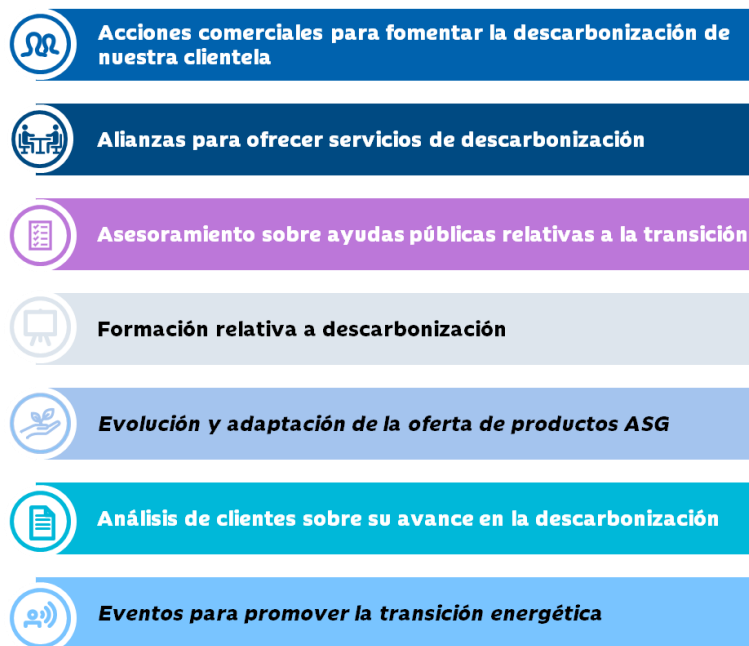 Acciones comerciales para fomentar la descarbonización de
nuestra clientela
Alianzas para ofrecer servicios de descarbonización
Asesoramiento sobre ayudas públicas relativas a la transición
Formación relativa a descarbonización
Evolución y adaptación de la oferta de productos ASG
Análisis de clientes sobre su avance en la descarbonización
Eventos para promover la transición energética